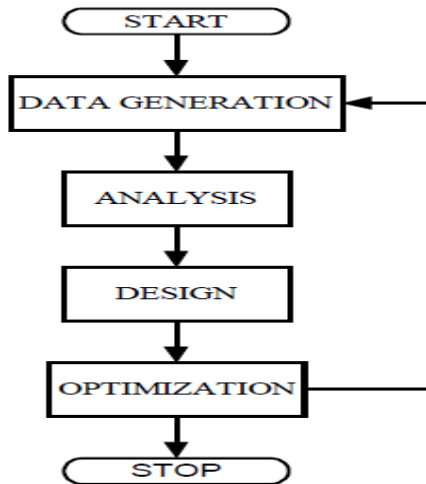 START
DATA GENERATION
ANALYSIS
DESIGN
OPTIMIZATION
STOP